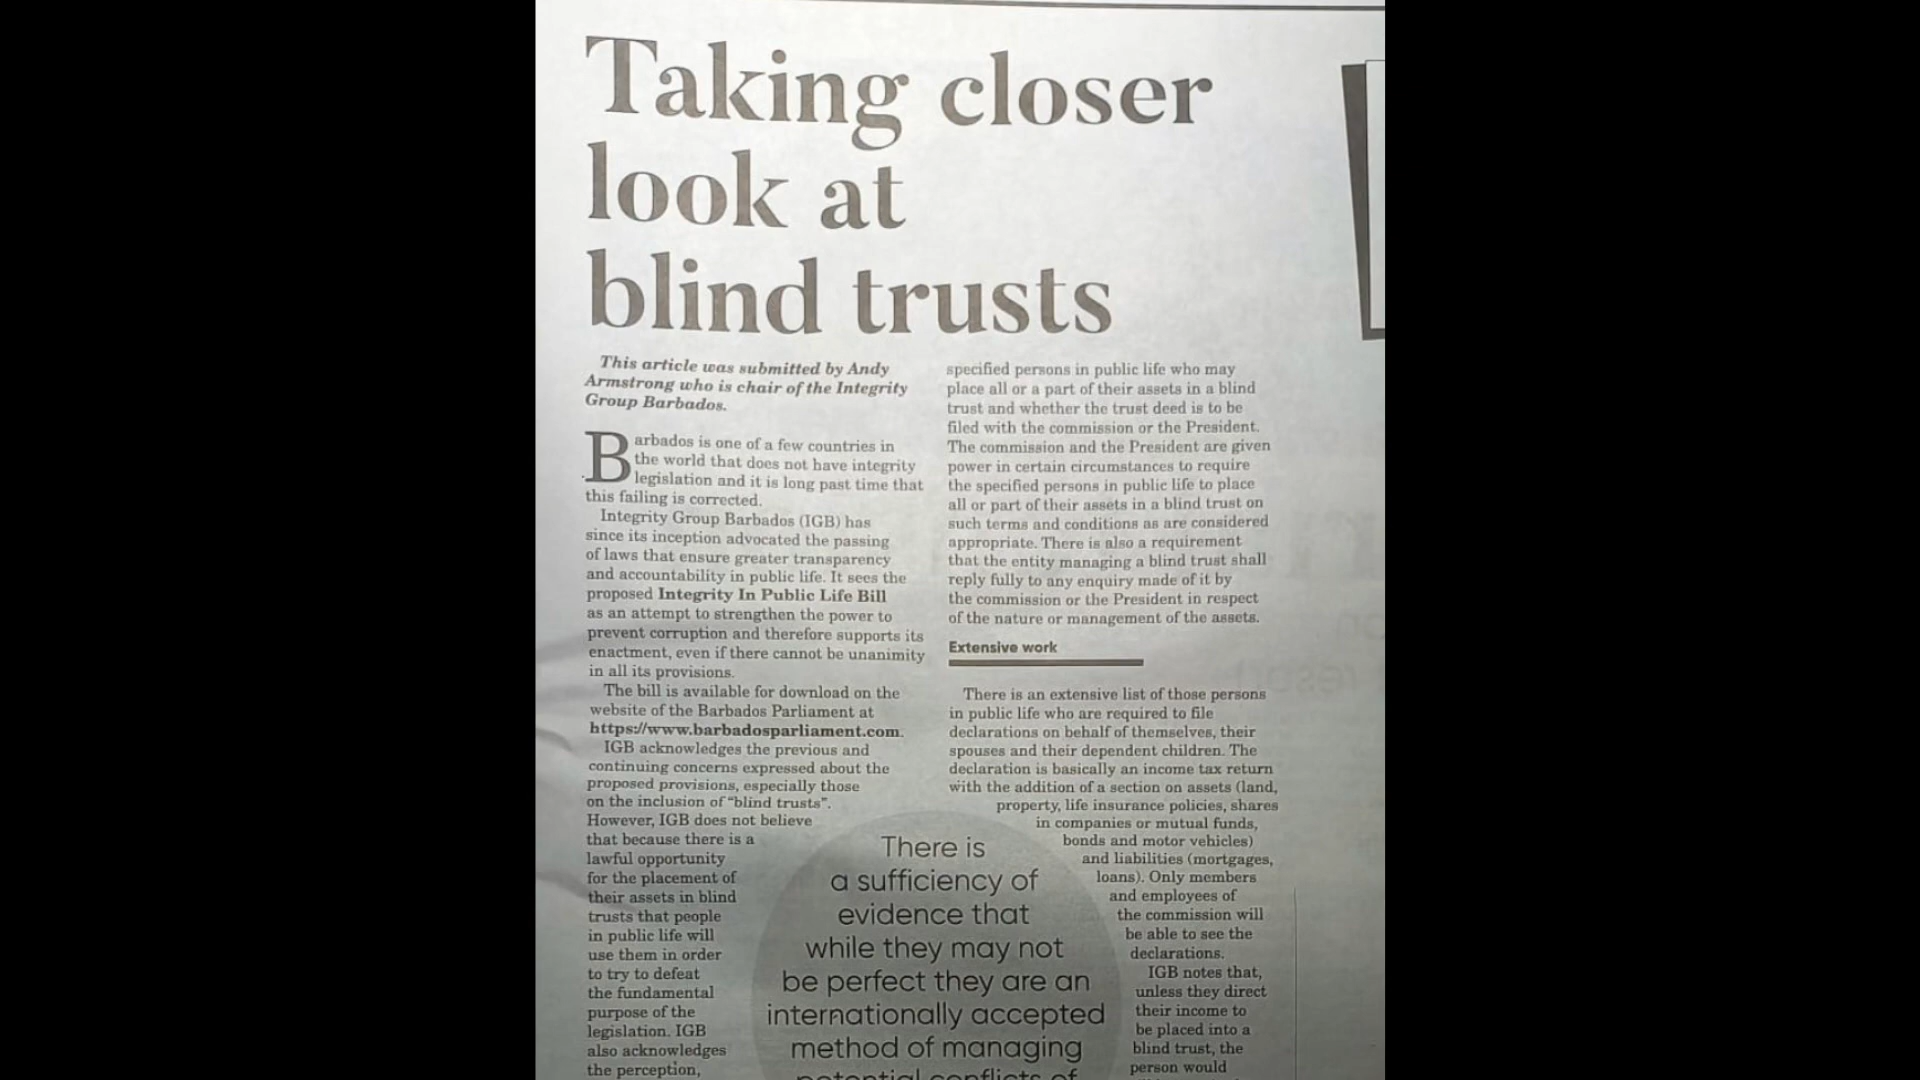 Taking closer
look at
blind trusts
This article was submitted by Andy
Armstrong who is chair of the Integrity
Group Barbados.
Barbados is one of a few countries in
the world that does not have integrity
legislation and it is long past time that
this failing is corrected.
Integrity Group Barbados (IGB) has
since its inception advocated the passing
of laws that ensure greater transparency
and accountability in public life. It sees the
proposed Integrity In Public Life Bill
as an attempt to strengthen the power to
prevent corruption and therefore supports its
enactment, even if there cannot be unanimity
in all its provisions.
The bill is available for download on the
website of the Barbados Parliament at
https://www.barbadosparliament.com.
IGB acknowledges the previous and
continuing concerns expressed about the
proposed provisions, especially those
on the inclusion of "blind trusts".
However, IGB does not believe
that because there is a
lawful opportunity
for the placement of
their assets in blind
trusts that people
in public life will
use them in order
to try to defeat
the fundamental
purpose of the
legislation. IGB
also acknowledges
the perception,
There is
a sufficiency of
evidence that
while they may not
be perfect they are an
internationally accepted
method of managing
potential conflicts of
specified persons in public life who may
place all or a part of their assets in a blind
trust and whether the trust deed is to be
filed with the commission or the President.
The commission and the President are given
power in certain circumstances to require
the specified persons in public life to place
all or part of their assets in a blind trust on
such terms and conditions as are considered
appropriate. There is also a requirement
that the entity managing a blind trust shall
reply fully to any enquiry made of it by
the commission or the President in respect
of the nature or management of the assets.
Extensive work
There is an extensive list of those persons
in public life who are required to file
declarations on behalf of themselves, their
spouses and their dependent children. The
declaration is basically an income tax return
with the addition of a section on assets (land,
property, life insurance policies, shares
in companies or mutual funds,
bonds and motor vehicles)
and liabilities (mortgages,
loans). Only members
and employees of
the commission will
be able to see the
declarations.
IGB notes that,
unless they direct
their income to
be placed into a
blind trust, the
person would